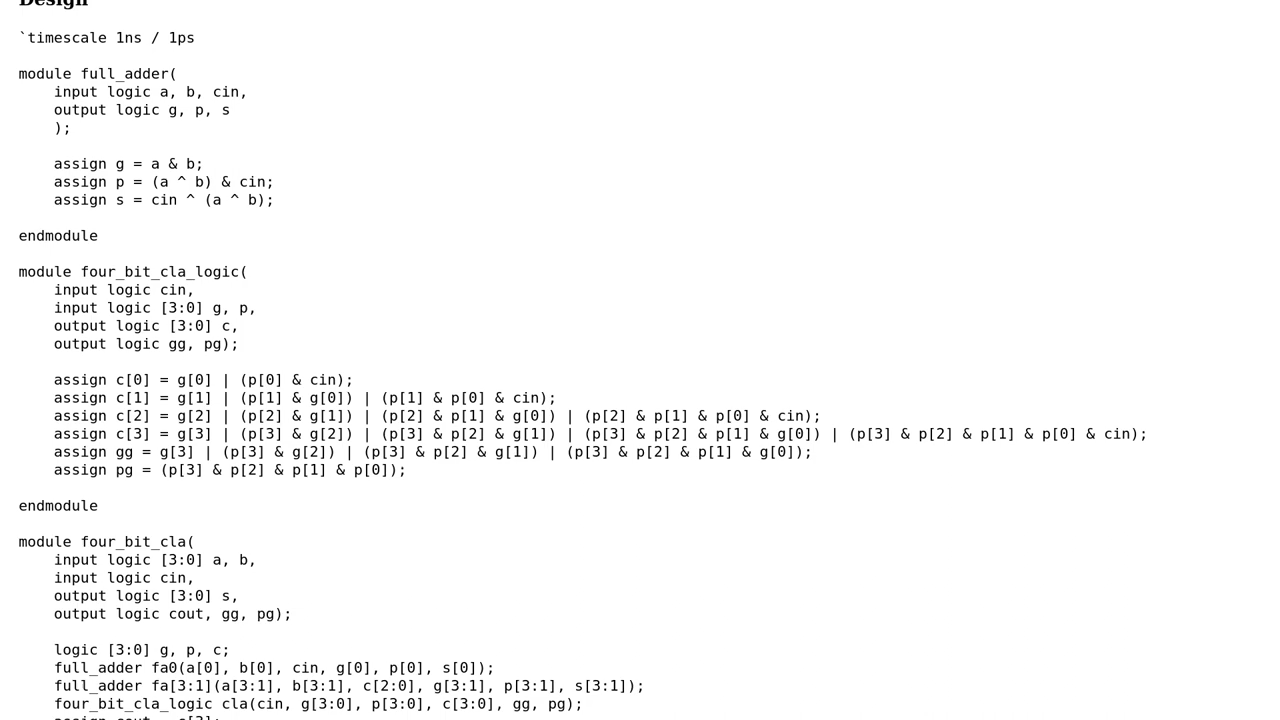 Design
`timescale 1ns / 1ps
module full_adder(
    input logic a, b, cin,
    output logic g, p, s
    );
    assign g = a & b;
    assign p = (a ^ b) & cin;
    assign s = cin ^ (a ^ b);
endmodule
module four_bit_cla_logic(
    input logic cin,
    input logic [3:0] g, p,
    output logic [3:0] c,
    output logic gg, pg);
    assign c[0] = g[0] | (p[0] & cin);
    assign c[1] = g[1] | (p[1] & g[0]) | (p[1] & p[0] & cin);
    assign c[2] = g[2] | (p[2] & g[1]) | (p[2] & p[1] & g[0]) | (p[2] & p[1] & p[0] & cin);
    assign c[3] = g[3] | (p[3] & g[2]) | (p[3] & p[2] & g[1]) | (p[3] & p[2] & p[1] & g[0]) | (p[3] & p[2] & p[1] & p[0] & cin);
    assign gg = g[3] | (p[3] & g[2]) | (p[3] & p[2] & g[1]) | (p[3] & p[2] & p[1] & g[0]);
    assign pg = (p[3] & p[2] & p[1] & p[0]);
endmodule
module four_bit_cla(
    input logic [3:0] a, b,
    input logic cin,
    output logic [3:0] s,
    output logic cout, gg, pg);
    logic [3:0] g, p, c;
    full_adder fa0(a[0], b[0], cin, g[0], p[0], s[0]);
    full_adder fa[3:1](a[3:1], b[3:1], c[2:0], g[3:1], p[3:1], s[3:1]);
    four_bit_cla_logic cla(cin, g[3:0], p[3:0], c[3:0], gg, pg);
    assign cout = c[3];